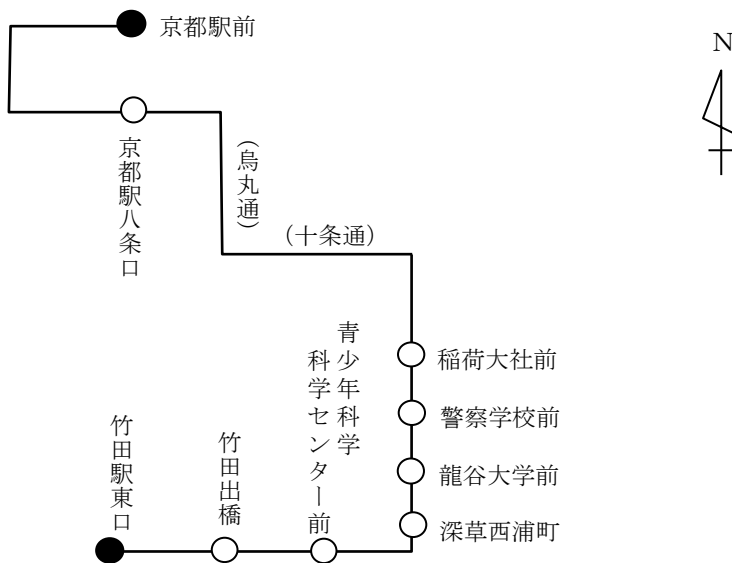 京都駅前
N
京都駅八条口
(烏丸通)
(十条通)
稲荷大社前
警察学校前
龍谷大学前
深草西浦町
青少年科学
科学センター前
竹田出橋
竹田駅東口